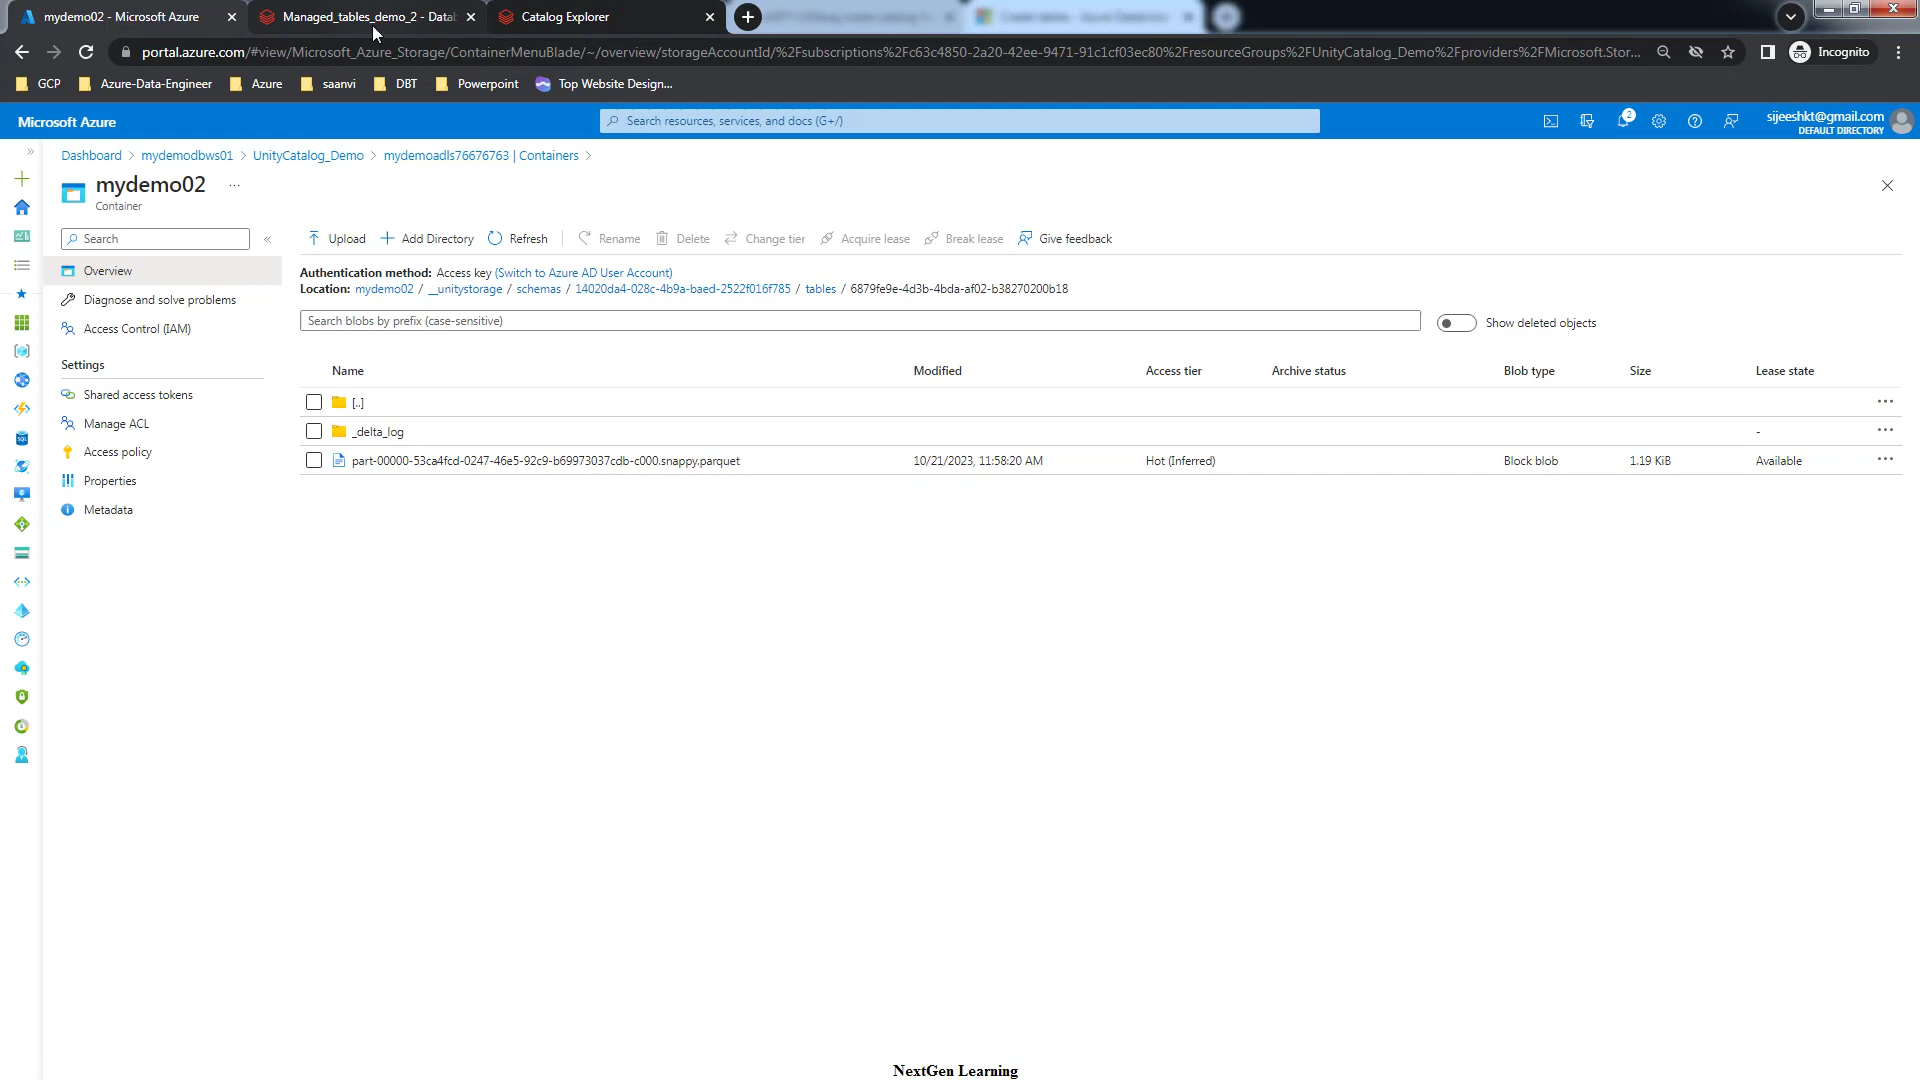 mydemo02 - Microsoft Azure
Managed_tables_demo_2 - Datab
Catalog Explorer
portal.azure.com/#view/Microsoft_Azure_Storage/ContainerMenuBlade/~/overview/storageAccountId/%2Fsubscriptions%2Fc63c4850-2a20-42ee-9471-91c1cf03ec80%2FresourceGroups%2FUnityCatalog_Demo%2Fproviders%2FMicrosoft.Stor...
Incognito
GCP
Azure-Data-Engineer
Azure
saanvi
DBT
Powerpoint
Top Website Design...
Microsoft Azure
Search resources, services, and docs (G+/)
2
sijeeshkt@gmail.com
DEFAULT DIRECTORY
Dashboard > mydemodbws01 > UnityCatalog_Demo > mydemoadls76676763 | Containers >
mydemo02 ...
Container
Search
Upload
Add Directory
Refresh
Rename
Delete
Change tier
Acquire lease
Break lease
Give feedback
Overview
Diagnose and solve problems
Access Control (IAM)
Settings
Shared access tokens
Manage ACL
Access policy
Properties
Metadata
Authentication method: Access key (Switch to Azure AD User Account)
Location: mydemo02 / __unitystorage / schemas / 14020da4-028c-4b9a-baed-2522f016f785 / tables / 6879fe9e-4d3b-4bda-af02-b38270200b18
Search blobs by prefix (case-sensitive)
Show deleted objects
Name Modified Access tier Archive status Blob type Size Lease state
[..]
_delta_log -
part-00000-53ca4fcd-0247-46e5-92c9-b69973037cdb-c000.snappy.parquet 10/21/2023, 11:58:20 AM Hot (Inferred) Block blob 1.19 KiB Available
NextGen Learning